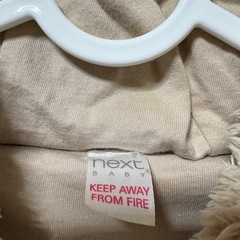 next
BABY
KEEP AWAY
FROM FIRE